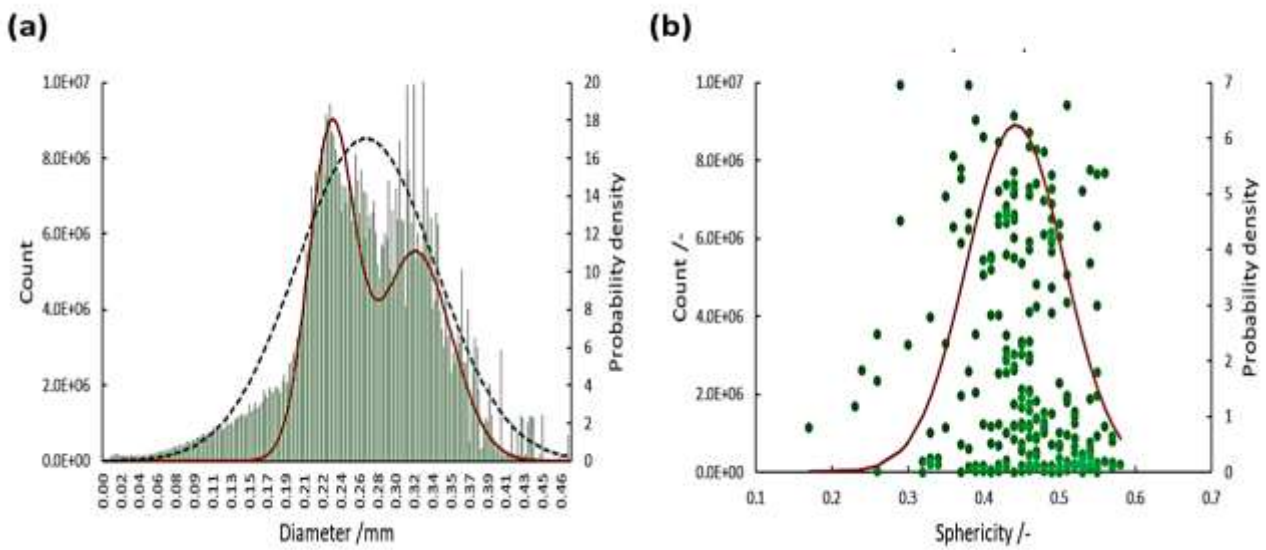 (a)
Count
1.0E+07
8.0E+06
6.0E+06
4.0E+06
2.0E+06
0.0E+00
20
18
16
14
12
10
8
6
4
2
0
Probability density
0.00
0.02
0.04
0.06
0.08
0.09
0.11
0.13
0.15
0.17
0.19
0.21
0.22
0.24
0.26
0.28
0.30
0.32
0.34
0.35
0.37
0.39
0.41
0.43
0.45
0.46
Diameter /mm
(b)
Count /-
1.0E+07
8.0E+06
6.0E+06
4.0E+06
2.0E+06
0.0E+00
7
6
5
4
3
2
1
0
Probability density
0.1 0.2 0.3 0.4 0.5 0.6 0.7
Sphericity /-